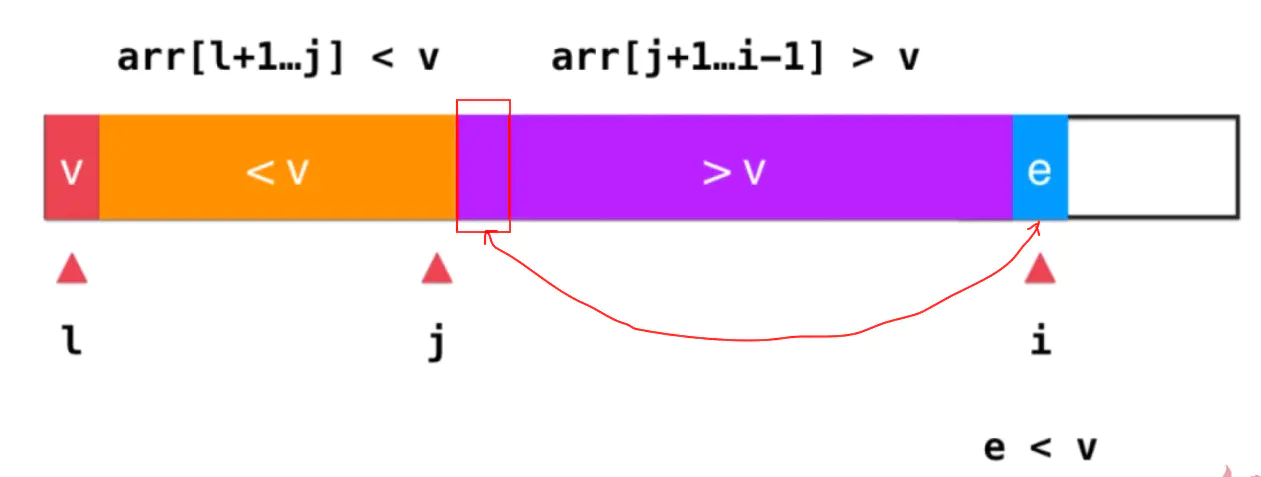 arr[l+1…j] < v arr[j+1…i-1] > v
v < v > v e
l j i
e < v